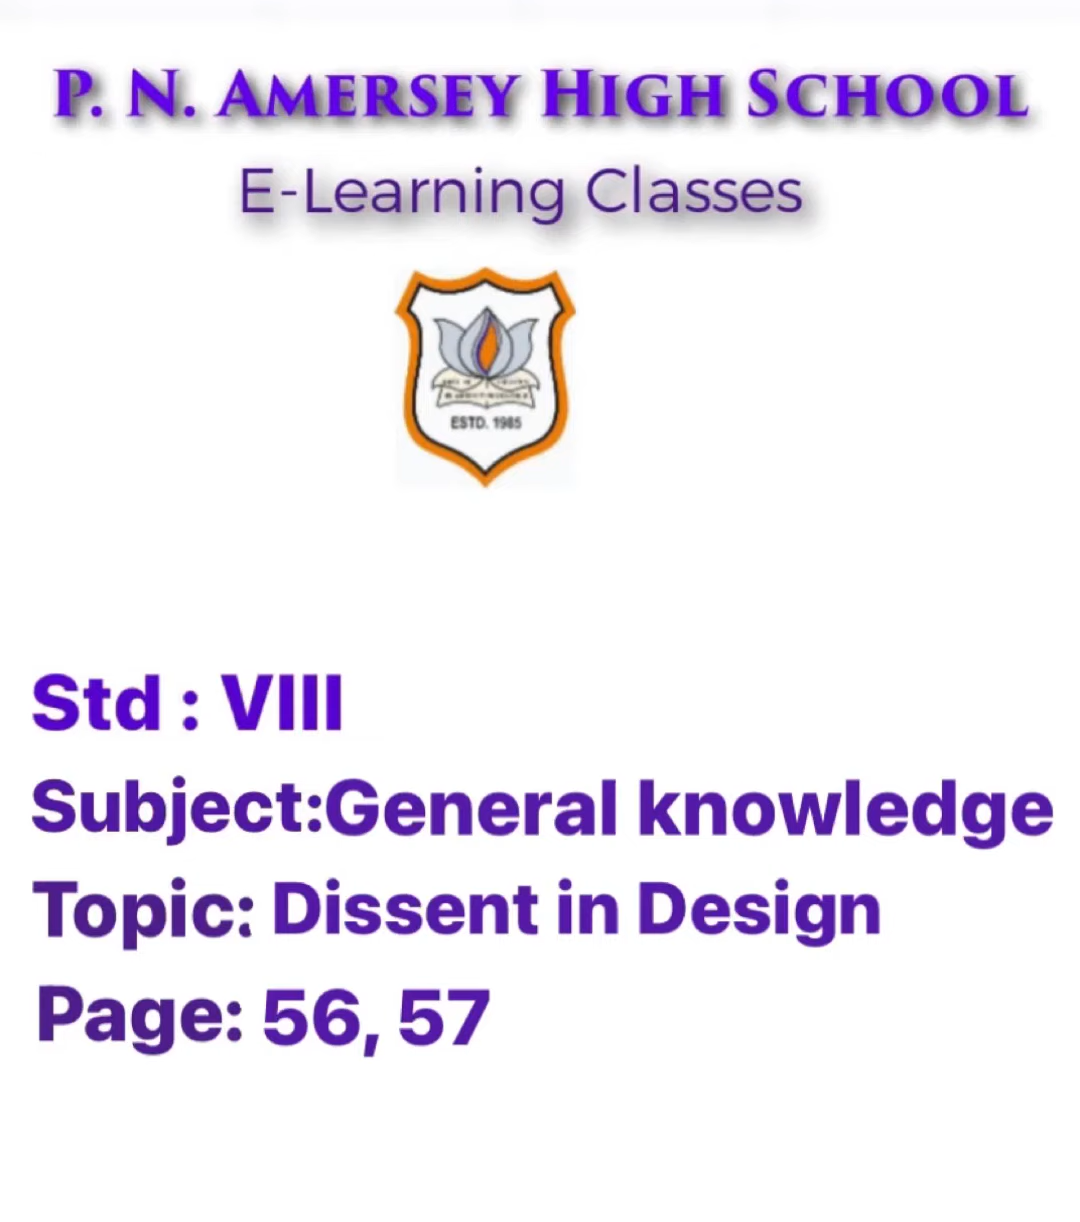 P. N. AMERSEY HIGH SCHOOL
E-Learning Classes
ESTD. 1985
Std : VIII
Subject:General knowledge
Topic: Dissent in Design
Page: 56, 57